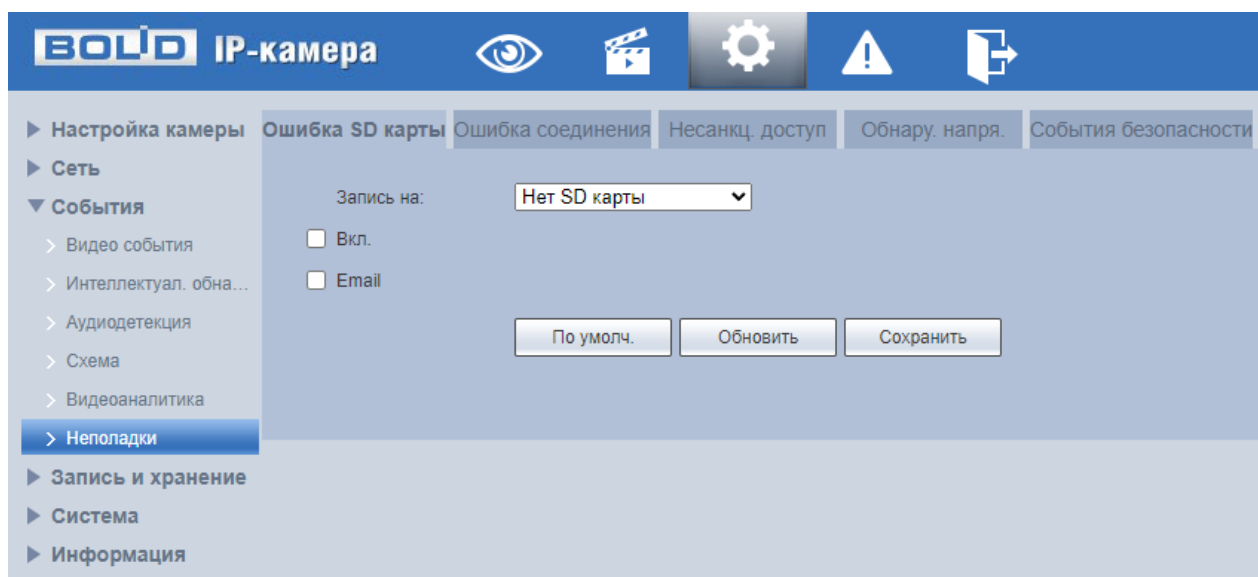 BOLID IP-камера
Настройка камеры
Сеть
События
Видео события
Интеллектуал. обна...
Аудиодетекция
Схема
Видеоаналитика
Неполадки
Запись и хранение
Система
Информация
Ошибка SD карты Ошибка соединения Несанкц. доступ Обнару. напря. События безопасности
Запись на: Нет SD карты
Вкл.
Email
По умолч. Обновить Сохранить